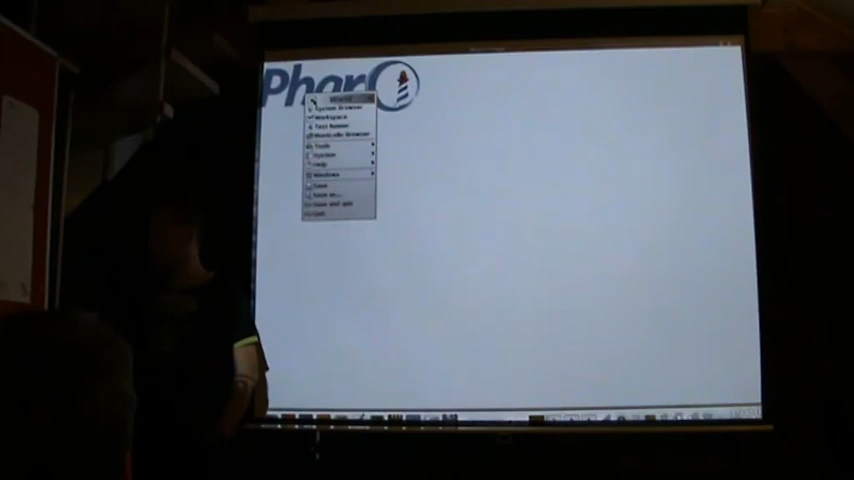 Pharo
World
System Browser
Workspace
Test Runner
Monticello Browser
Tools
System
Help
Windows
Save
Save as...
Save and quit
Quit